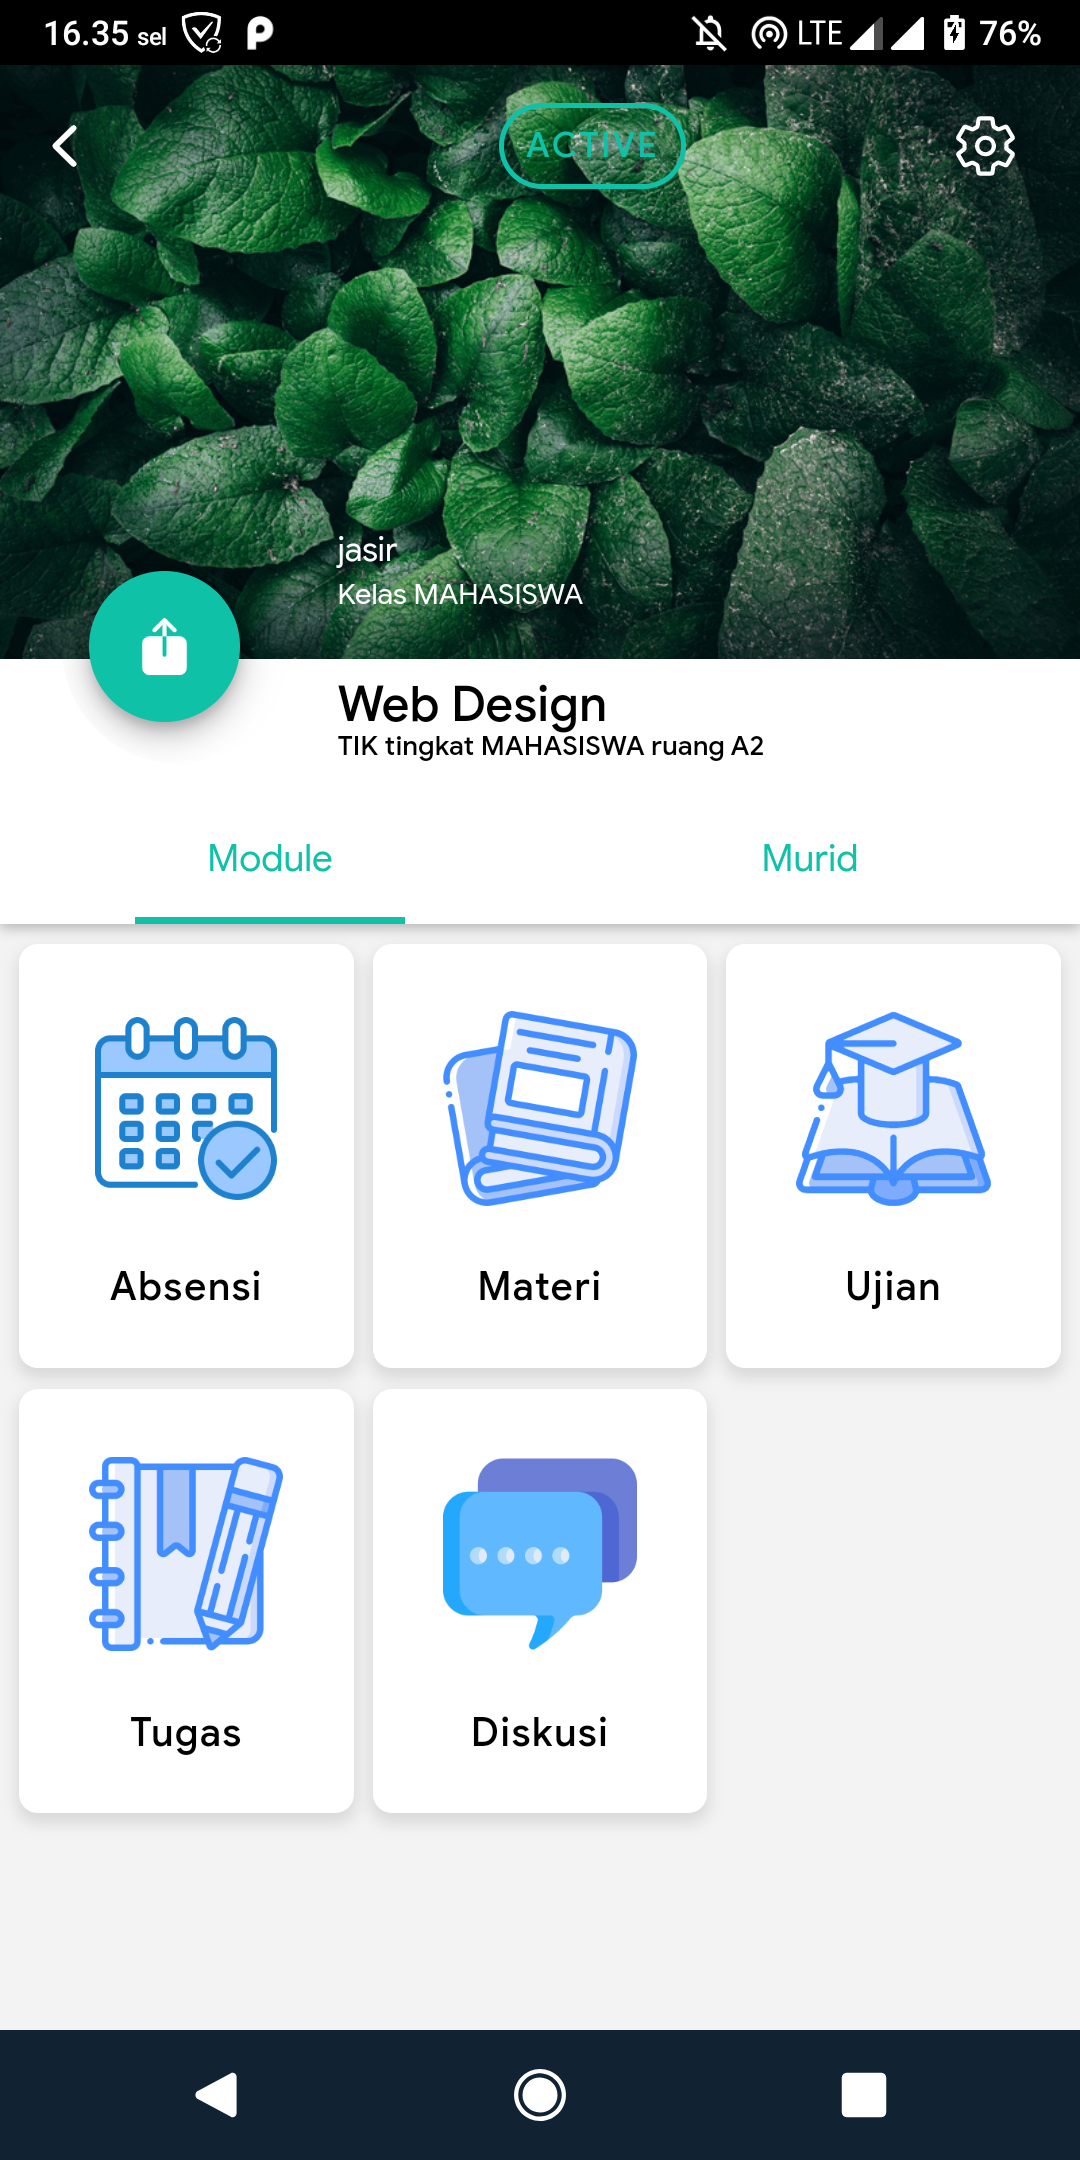 16.35 sel LTE 76%
ACTIVE
jasir
Kelas MAHASISWA
Web Design
TIK tingkat MAHASISWA ruang A2
Module Murid
Absensi Materi Ujian
Tugas Diskusi